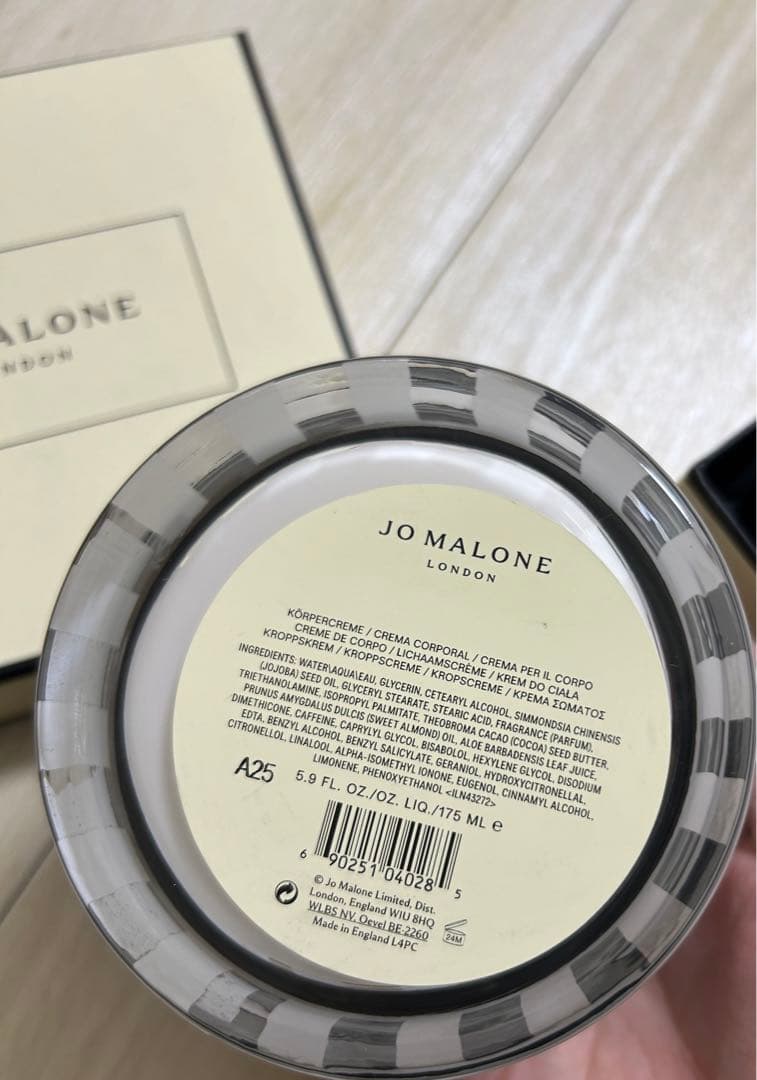 ALONE
NDON
JO MALONE
LONDON
KÖRPERCREME / CREMA CORPORAL / CREMA PER IL CORPO
CREME DE CORPO / LICHAAMSCRÈME / KREM DO CIAŁA
KROPPSKREM / KROPPSCREME / KROPSCREME / ΚΡΕΜΑ ΣΩΜΑΤΟΣ
INGREDIENTS: WATER\AQUA\EAU, GLYCERIN, CETEARYL ALCOHOL, SIMMONDSIA CHINENSIS
(JOJOBA) SEED OIL, GLYCERYL STEARATE, STEARIC ACID, FRAGRANCE (PARFUM),
TRIETHANOLAMINE, ISOPROPYL PALMITATE, THEOBROMA CACAO (COCOA) SEED BUTTER,
PRUNUS AMYGDALUS DULCIS (SWEET ALMOND) OIL, ALOE BARBADENSIS LEAF JUICE,
DIMETHICONE, CAFFEINE, CAPRYLYL GLYCOL, BISABOLOL, HEXYLENE GLYCOL, DISODIUM
EDTA, BENZYL ALCOHOL, BENZYL SALICYLATE, GERANIOL, HYDROXYCITRONELLAL,
CITRONELLOL, LINALOOL, ALPHA-ISOMETHYL IONONE, EUGENOL, CINNAMYL ALCOHOL,
LIMONENE, PHENOXYETHANOL <ILN43272>
A25
5.9 FL. OZ./OZ. LIQ./175 ML e
6 90251 04028 5
© Jo Malone Limited, Dist.
London, England W1U 8HQ
WLBS NV. Oevel BE-2260
Made in England L4PC
24M